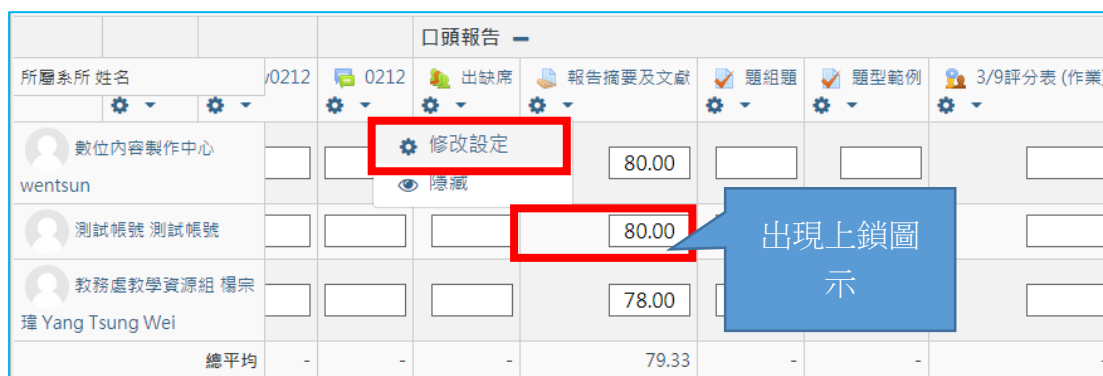 口頭報告
所屬系所 姓名 /0212 0212 出缺席 報告摘要及文獻 題組題 題型範例 3/9評分表 (作業)
數位內容製作中心
wentsun
修改設定
隱藏
80.00
測試帳號 測試帳號
80.00
出現上鎖圖
示
教務處教學資源組 楊宗
瑋 Yang Tsung Wei
78.00
總平均 - - - 79.33 - - -